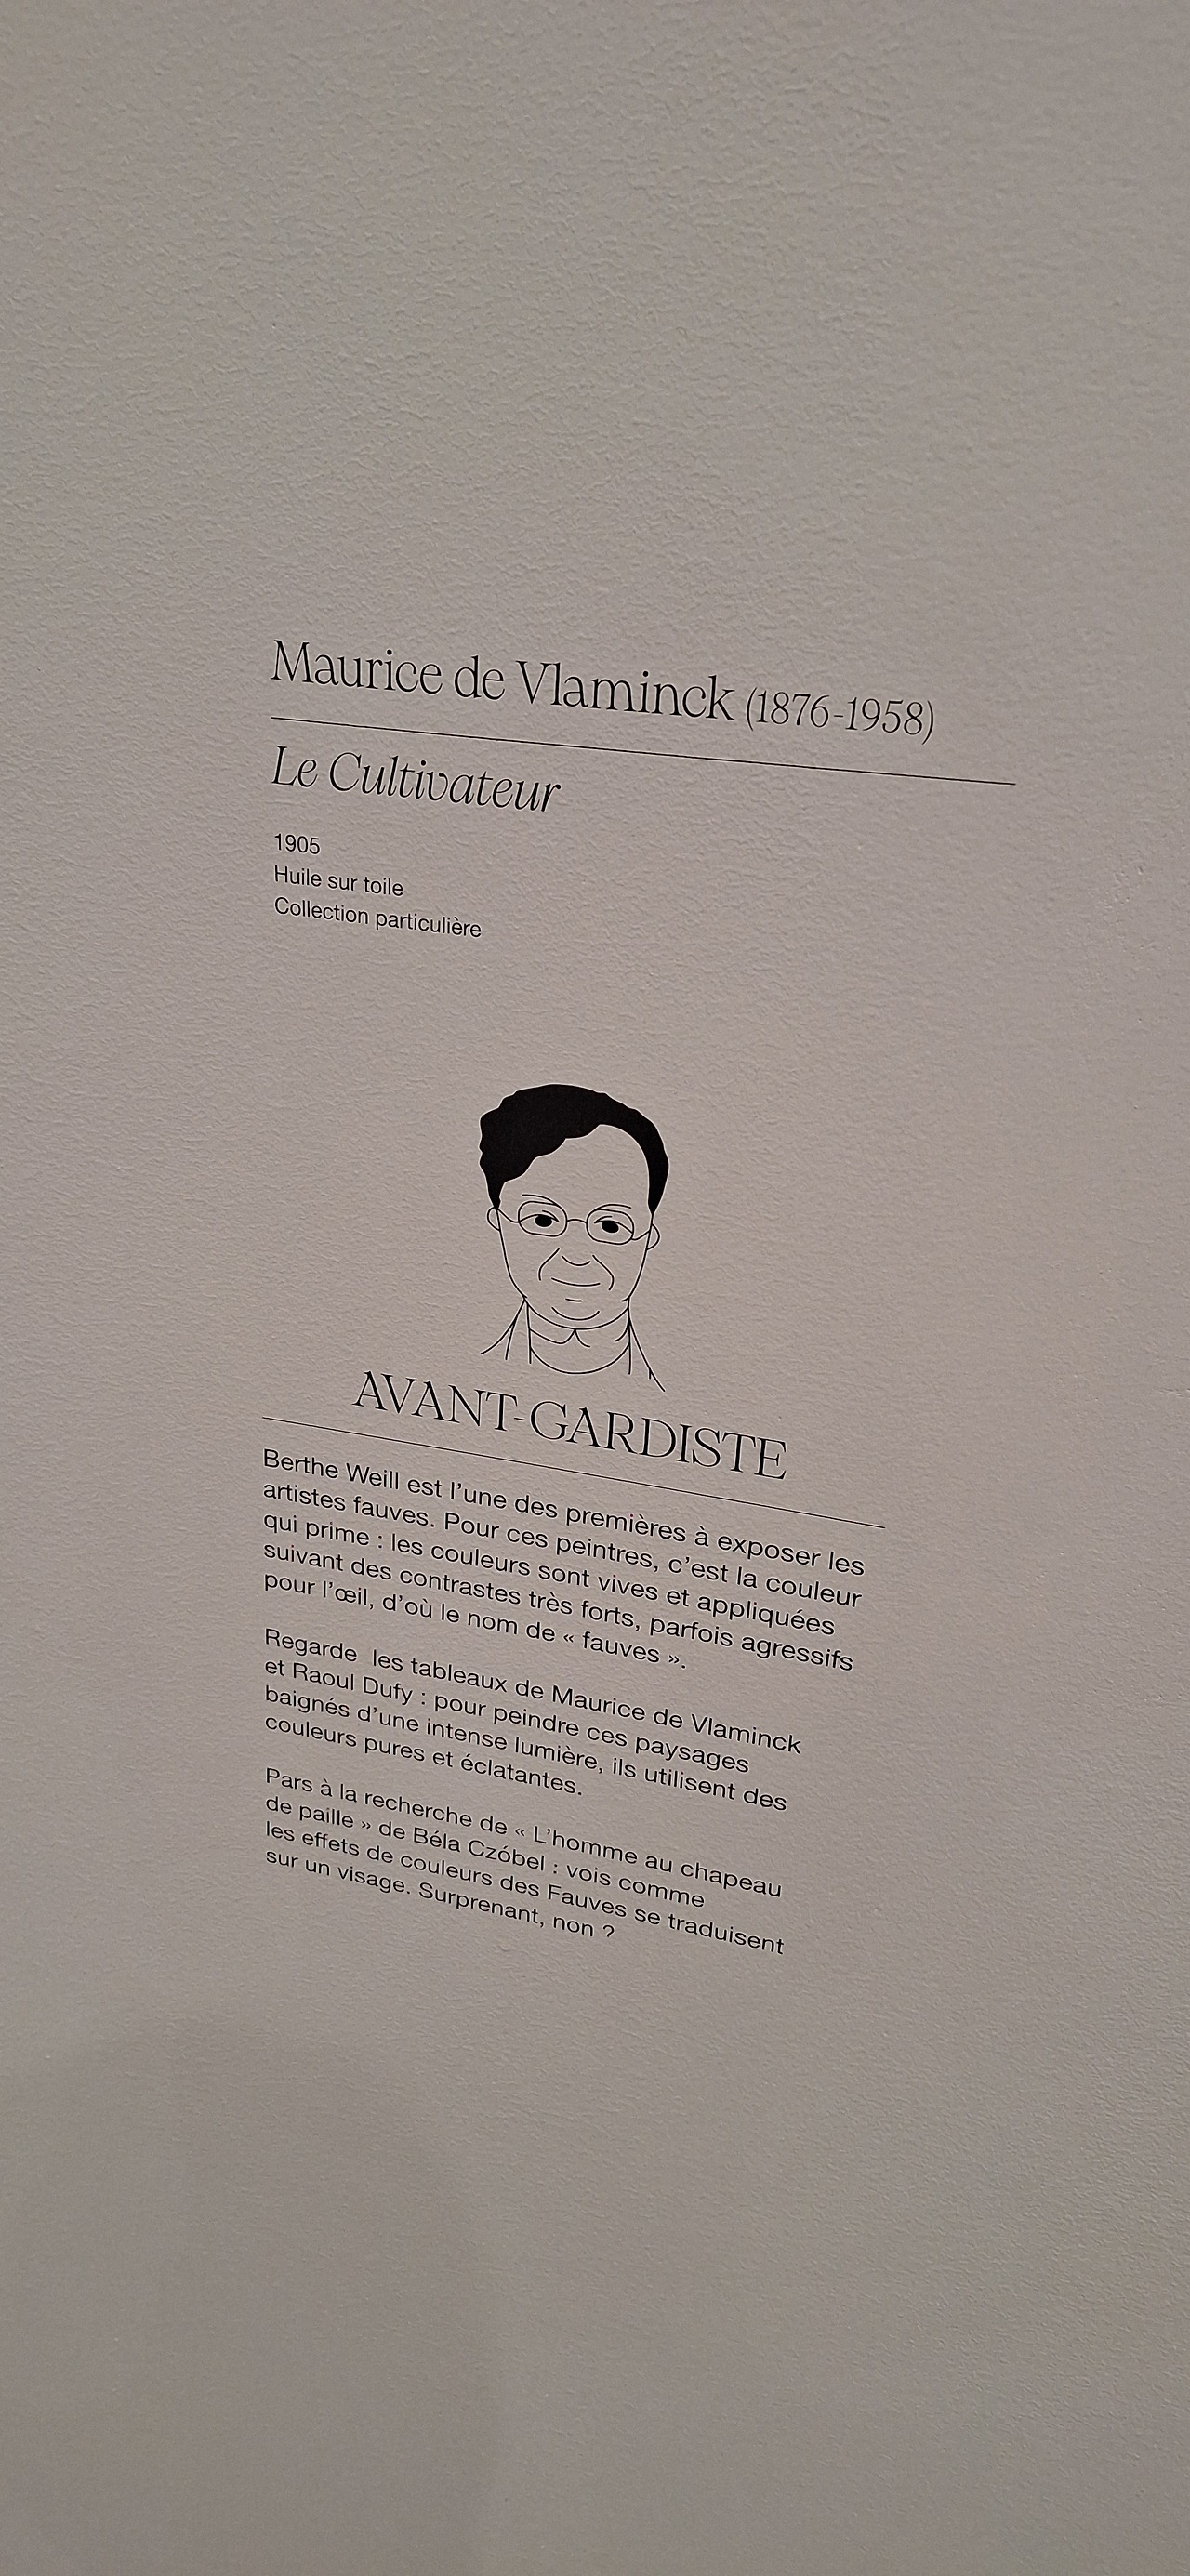 Maurice de Vlaminck (1876-1958)
Le Cultivateur
1905
Huile sur toile
Collection particulière
AVANT-GARDISTE
Berthe Weill est l’une des premières à exposer les
artistes fauves. Pour ces peintres, c’est la couleur
qui prime : les couleurs sont vives et appliquées
suivant des contrastes très forts, parfois agressifs
pour l’œil, d’où le nom de « fauves ».
Regarde  les tableaux de Maurice de Vlaminck
et Raoul Dufy : pour peindre ces paysages
baignés d’une intense lumière, ils utilisent des
couleurs pures et éclatantes.
Pars à la recherche de « L’homme au chapeau
de paille » de Béla Czóbel : vois comme
les effets de couleurs des Fauves se traduisent
sur un visage. Surprenant, non ?